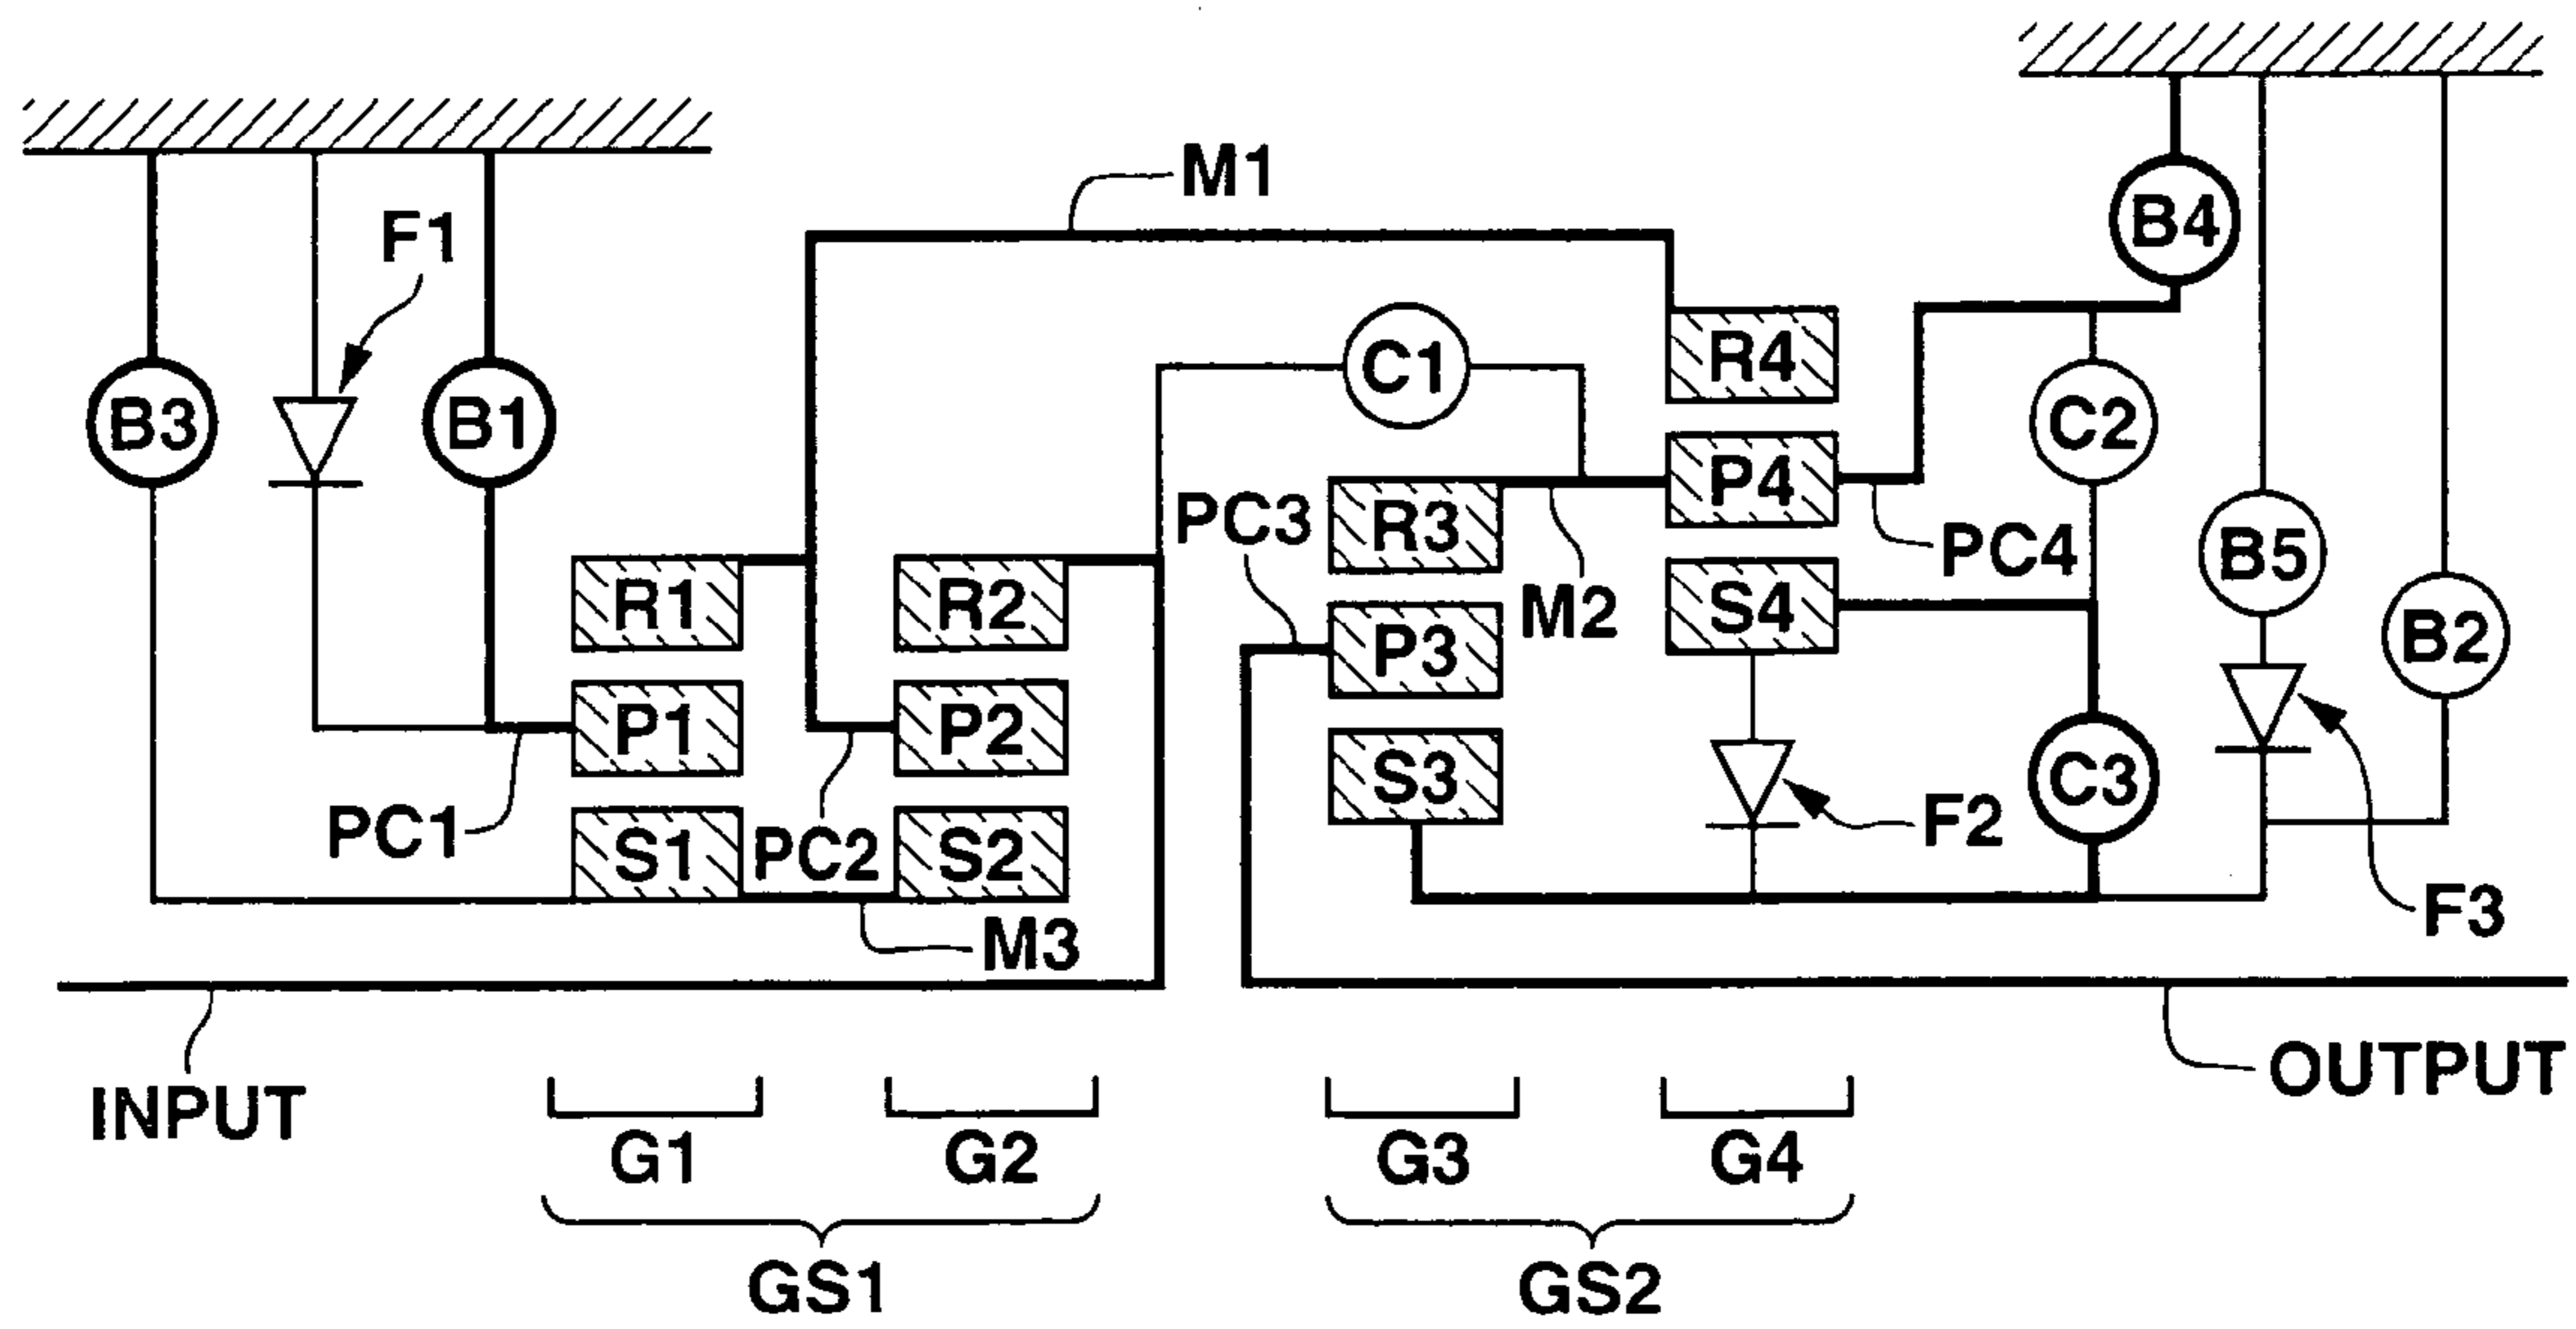 M1
F1
B4
R4
C1
B3
B1
C2
P4
PC3
R3
PC4
B5
M2
R1
R2
S4
B2
P3
P1
P2
S3
C3
PC1
PC2
F2
S1
S2
F3
M3
INPUT
OUTPUT
G1
G2
G3
G4
GS1
GS2